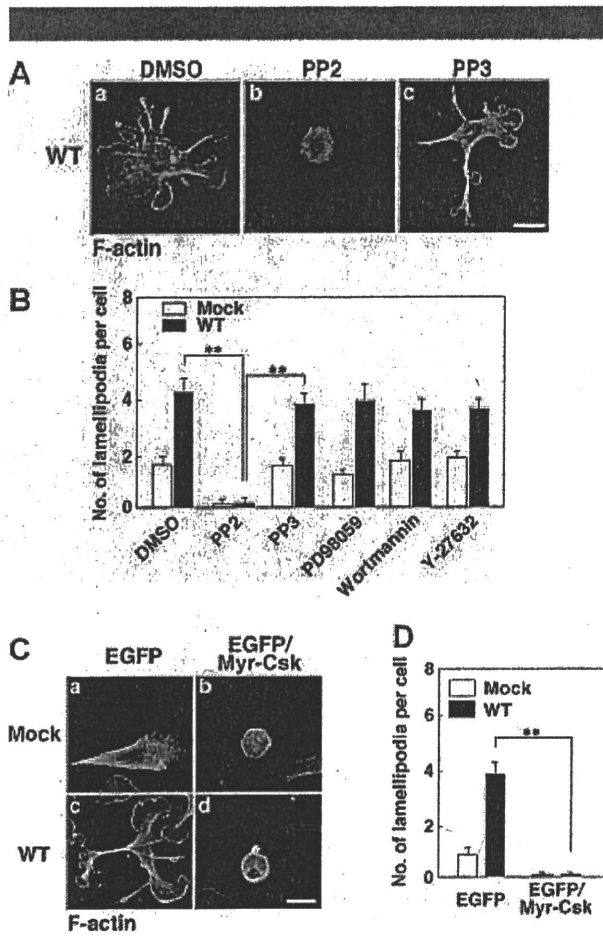 A
DMSO PP2 PP3
a b c
WT
F-actin
B
No. of lamellipodia per cell
8
6
4
2
0
Mock
WT
**
**
DMSO PP2 PP3 PD98059 Wortmannin Y-27632
C
EGFP EGFP/
Myr-Csk
a b
Mock
c d
WT
F-actin
D
No. of lamellipodia per cell
8
6
4
2
0
Mock
WT
**
EGFP EGFP/
Myr-Csk